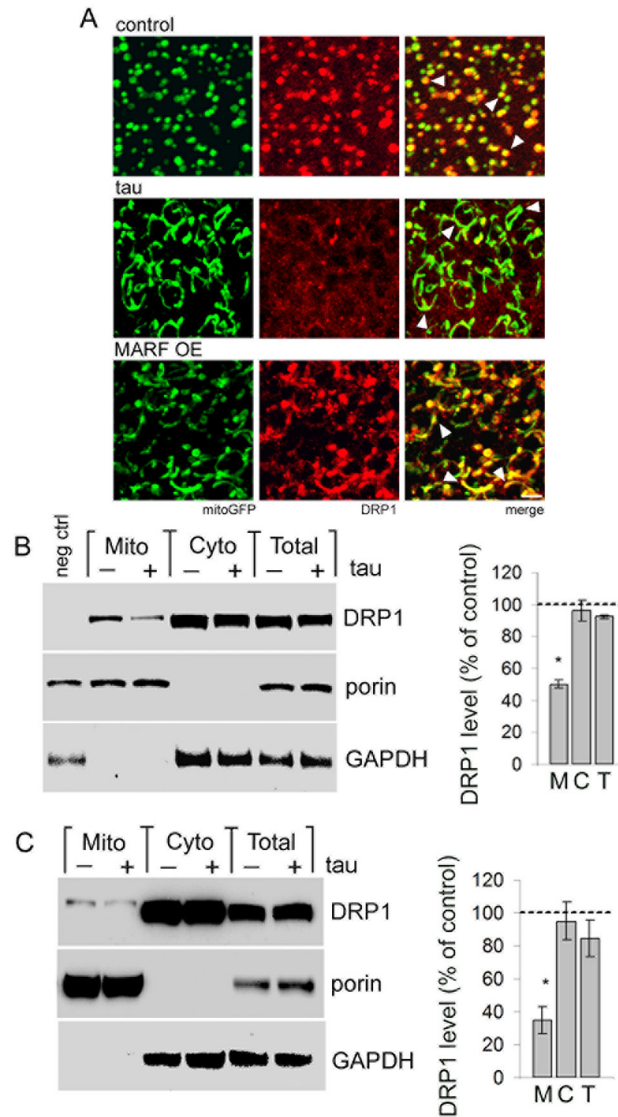 A
control
tau
MARF OE
mitoGFP DRP1 merge
B
neg ctrl
Mito Cyto Total
− + − + − + tau
DRP1
porin
GAPDH
DRP1 level (% of control)
120
100
80
60
40
20
0
*
M C T
C
Mito Cyto Total
− + − + − + tau
DRP1
porin
GAPDH
DRP1 level (% of control)
120
100
80
60
40
20
0
*
M C T